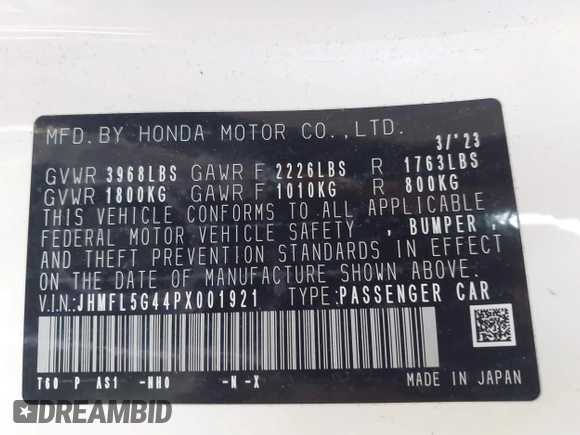 MFD. BY HONDA MOTOR CO., LTD. 3/'23
GVWR 3968LBS GAWR F 2226LBS R 1763LBS
GVWR 1800KG GAWR F 1010KG R 800KG
THIS VEHICLE CONFORMS TO ALL APPLICABLE
FEDERAL MOTOR VEHICLE SAFETY , BUMPER ,
AND THEFT PREVENTION STANDARDS IN EFFECT
ON THE DATE OF MANUFACTURE SHOWN ABOVE.
V.I.N.: JHMFL5G44PX001921 TYPE: PASSENGER CAR
T60 P AS1 -NH0 -N -X
MADE IN JAPAN
DREAMBID